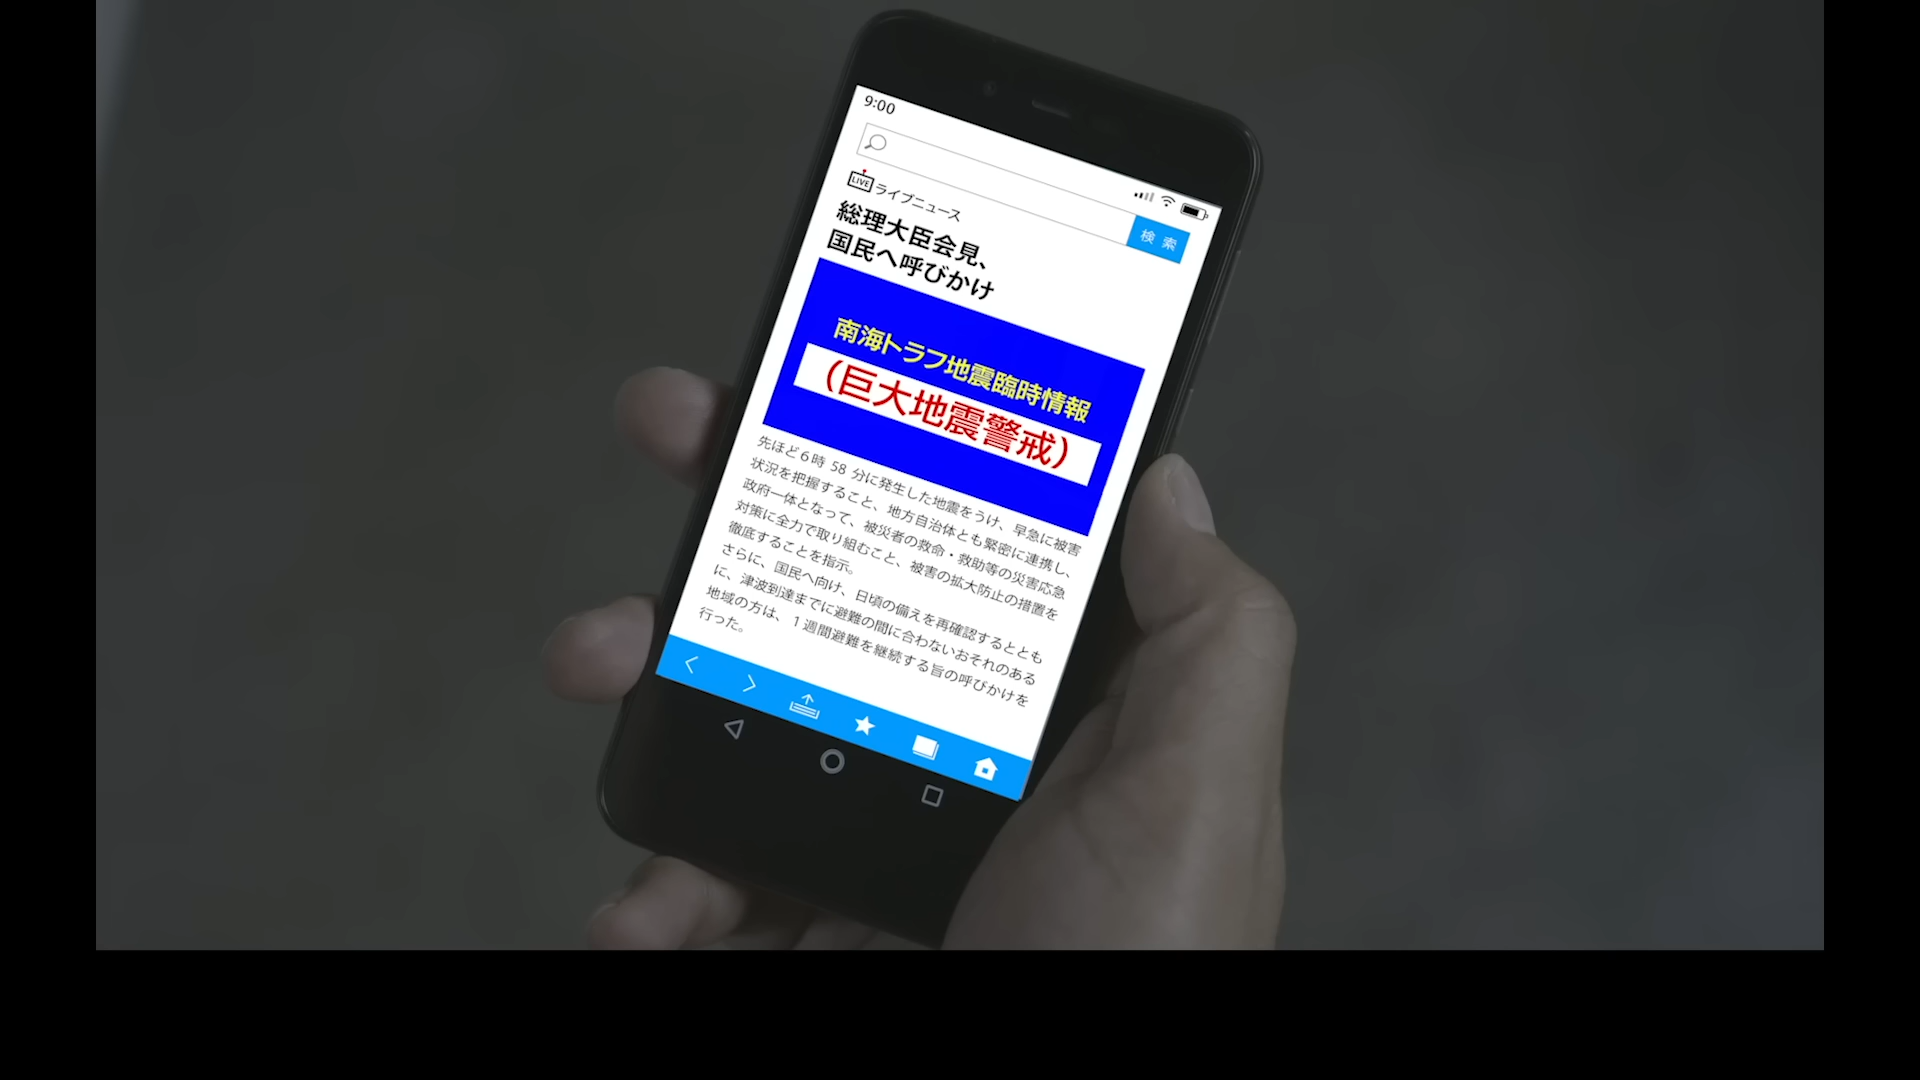 9:00
検 索
LIVE ライブニュース
総理大臣会見、
国民へ呼びかけ
南海トラフ地震臨時情報
（巨大地震警戒）
先ほど６時 58 分に発生した地震をうけ、早急に被害
状況を把握すること、地方自治体とも緊密に連携し、
政府一体となって、被災者の救命・救助等の災害応急
対策に全力で取り組むこと、被害の拡大防止の措置を
徹底することを指示。
さらに、国民へ向け、日頃の備えを再確認するととも
に、津波到達までに避難の間に合わないおそれのある
地域の方は、１週間避難を継続する旨の呼びかけを
行った。